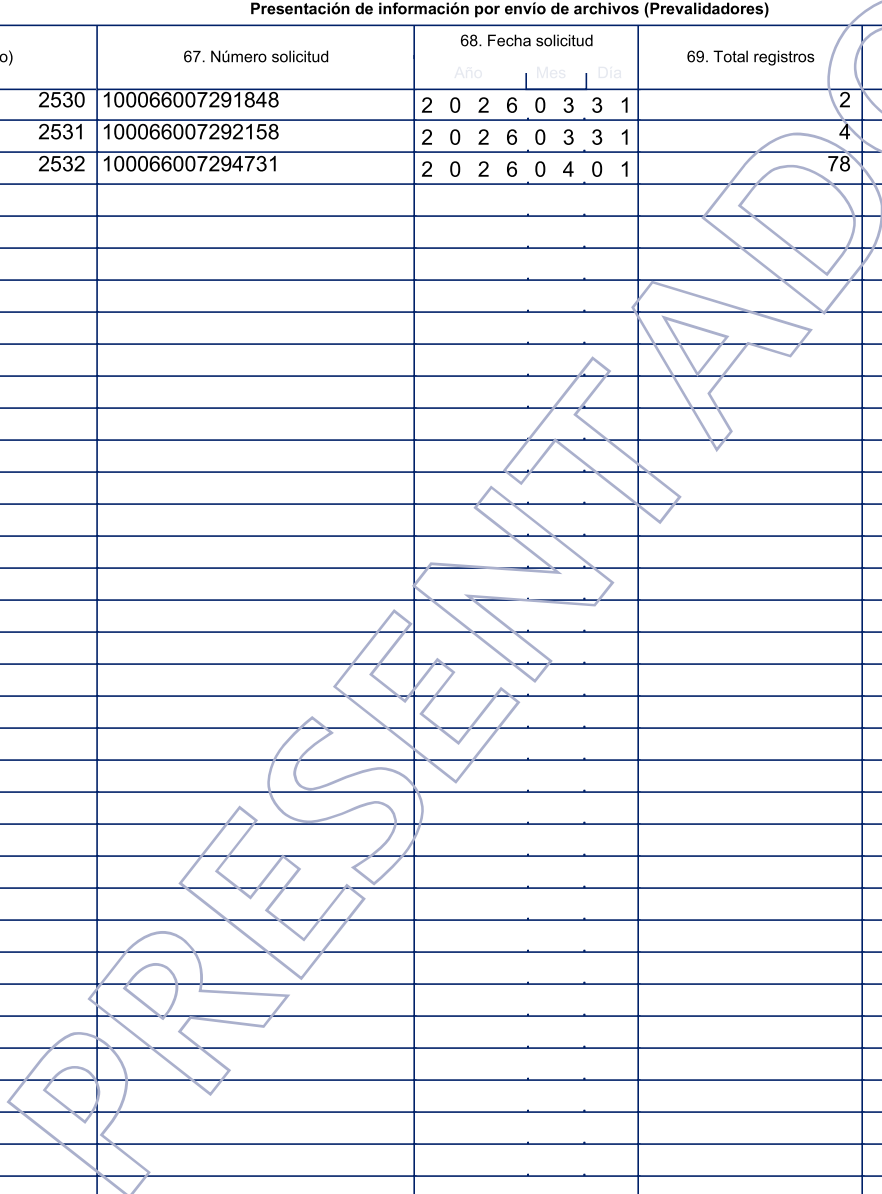 Presentación de información por envío de archivos (Prevalidadores)
o) 67. Número solicitud 68. Fecha solicitud 69. Total registros
Año Mes Día
2530 100066007291848 2 0 2 6 0 3 3 1 2
2531 100066007292158 2 0 2 6 0 3 3 1 4
2532 100066007294731 2 0 2 6 0 4 0 1 78
PRESENTADO